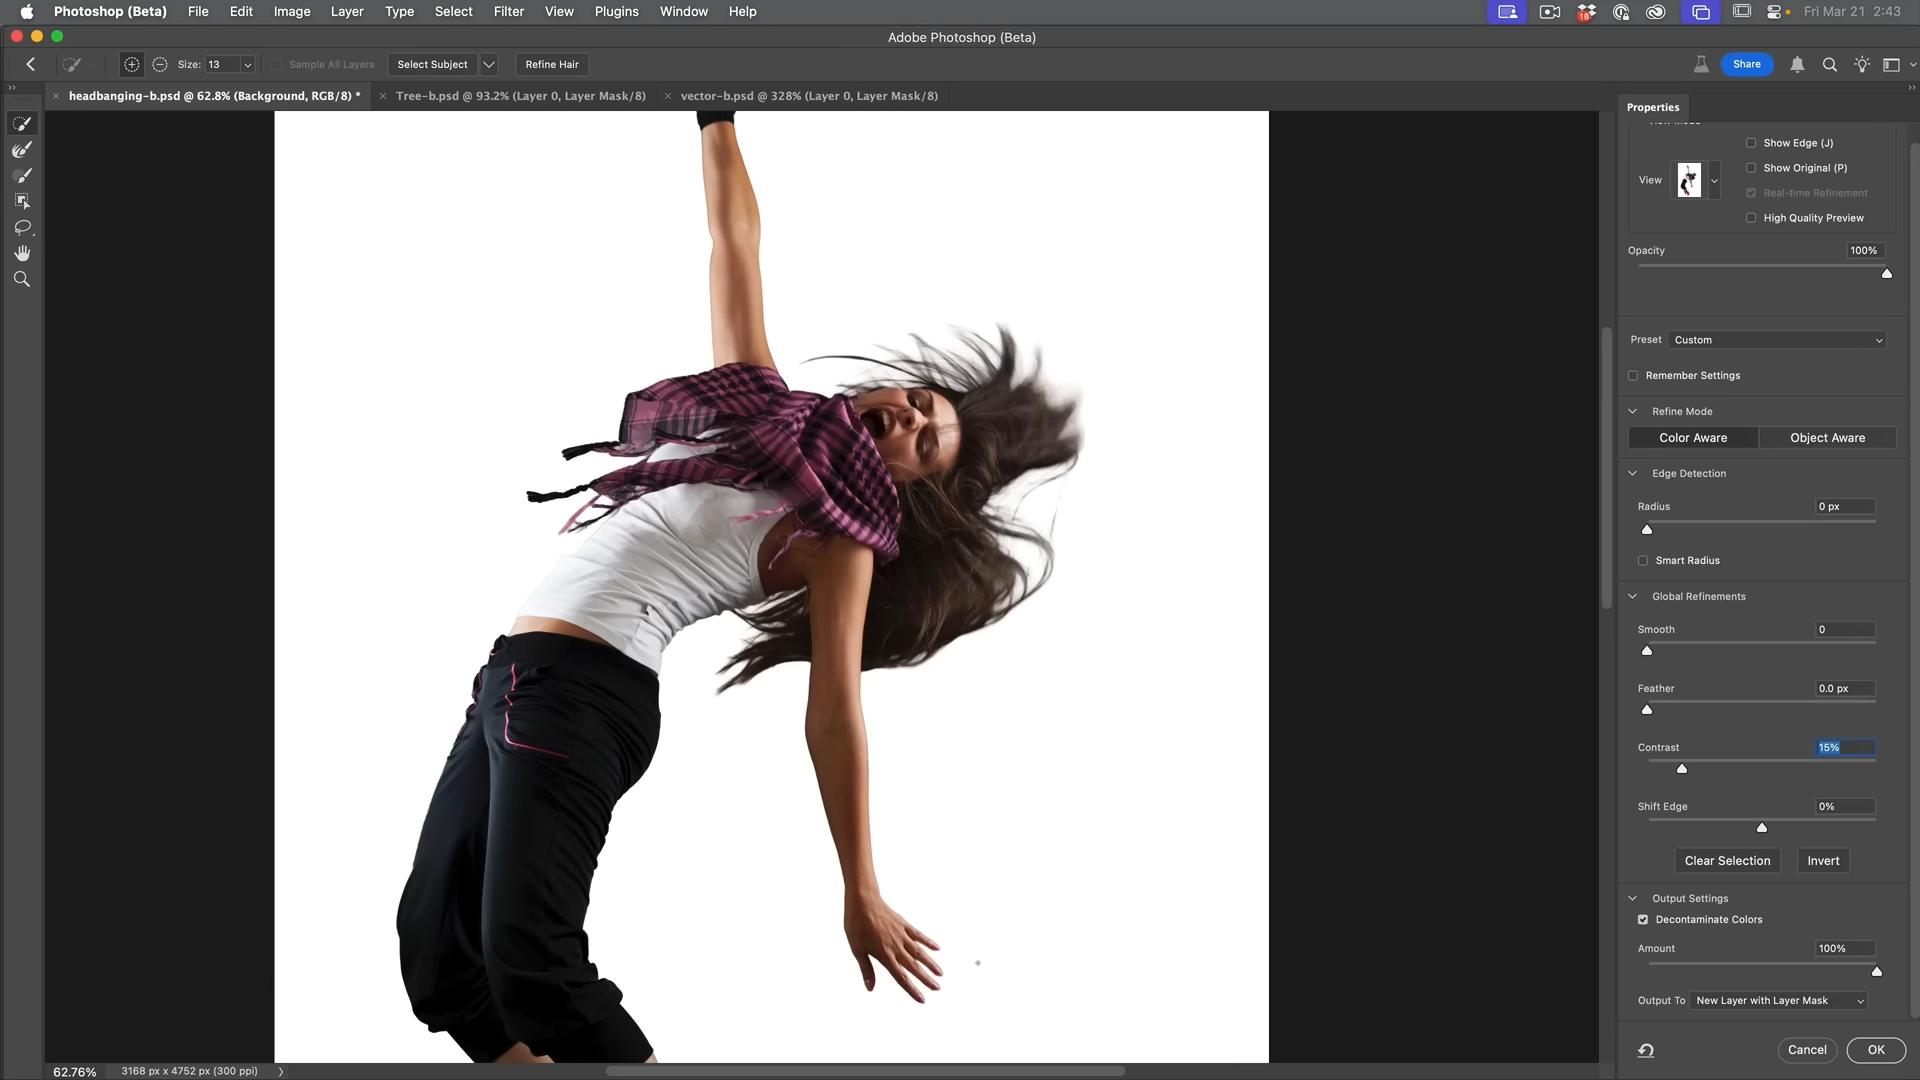 Photoshop (Beta) File Edit Image Layer Type Select Filter View Plugins Window Help
18
Fri Mar 21 2:43
Adobe Photoshop (Beta)
Size: 13
Sample All Layers
Select Subject
Refine Hair
Share
headbanging-b.psd @ 62.8% (Background, RGB/8) *
Tree-b.psd @ 93.2% (Layer 0, Layer Mask/8)
vector-b.psd @ 328% (Layer 0, Layer Mask/8)
Properties
Show Edge (J)
Show Original (P)
View
Real-time Refinement
High Quality Preview
Opacity 100%
Preset Custom
Remember Settings
Refine Mode
Color Aware Object Aware
Edge Detection
Radius 0 px
Smart Radius
Global Refinements
Smooth 0
Feather 0.0 px
Contrast 15%
Shift Edge 0%
Clear Selection Invert
Output Settings
Decontaminate Colors
Amount 100%
Output To New Layer with Layer Mask
Cancel OK
62.76% 3168 px x 4752 px (300 ppi)